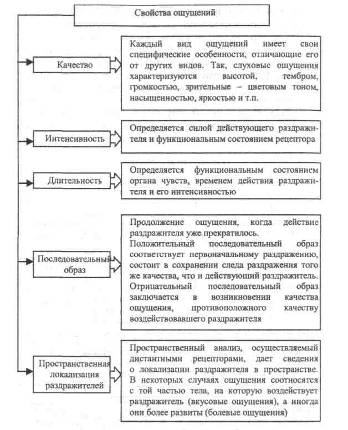 Свойства ощущений
Качество
Каждый вид ощущений имеет свои
специфические особенности, отличающие его
от других видов. Так, слуховые ощущения
характеризуются высотой, тембром,
громкостью, зрительные – цветовым тоном,
насыщенностью, яркостью и т.п.
Интенсивность
Определяется силой действующего раздражи-
теля и функциональным состоянием рецептора
Длительность
Определяется функциональным состоянием
органа чувств, временем действия раздражи-
теля и его интенсивностью
Последовательный
образ
Продолжение ощущения, когда действие
раздражителя уже прекратилось.
Положительный последовательный образ
соответствует первоначальному раздражению,
состоит в сохранении следа раздражения того
же качества, что и действующий раздражитель.
Отрицательный последовательный образ
заключается в возникновении качества
ощущения, противоположного качеству
воздействовавшего раздражителя
Пространственная
локализация
раздражителей
Пространственный анализ, осуществляемый
дистантными рецепторами, дает сведения
о локализации раздражителя в пространстве.
В некоторых случаях ощущения соотносятся
с той частью тела, на которую воздействует
раздражитель (вкусовые ощущения), а иногда
они более развиты (болевые ощущения)